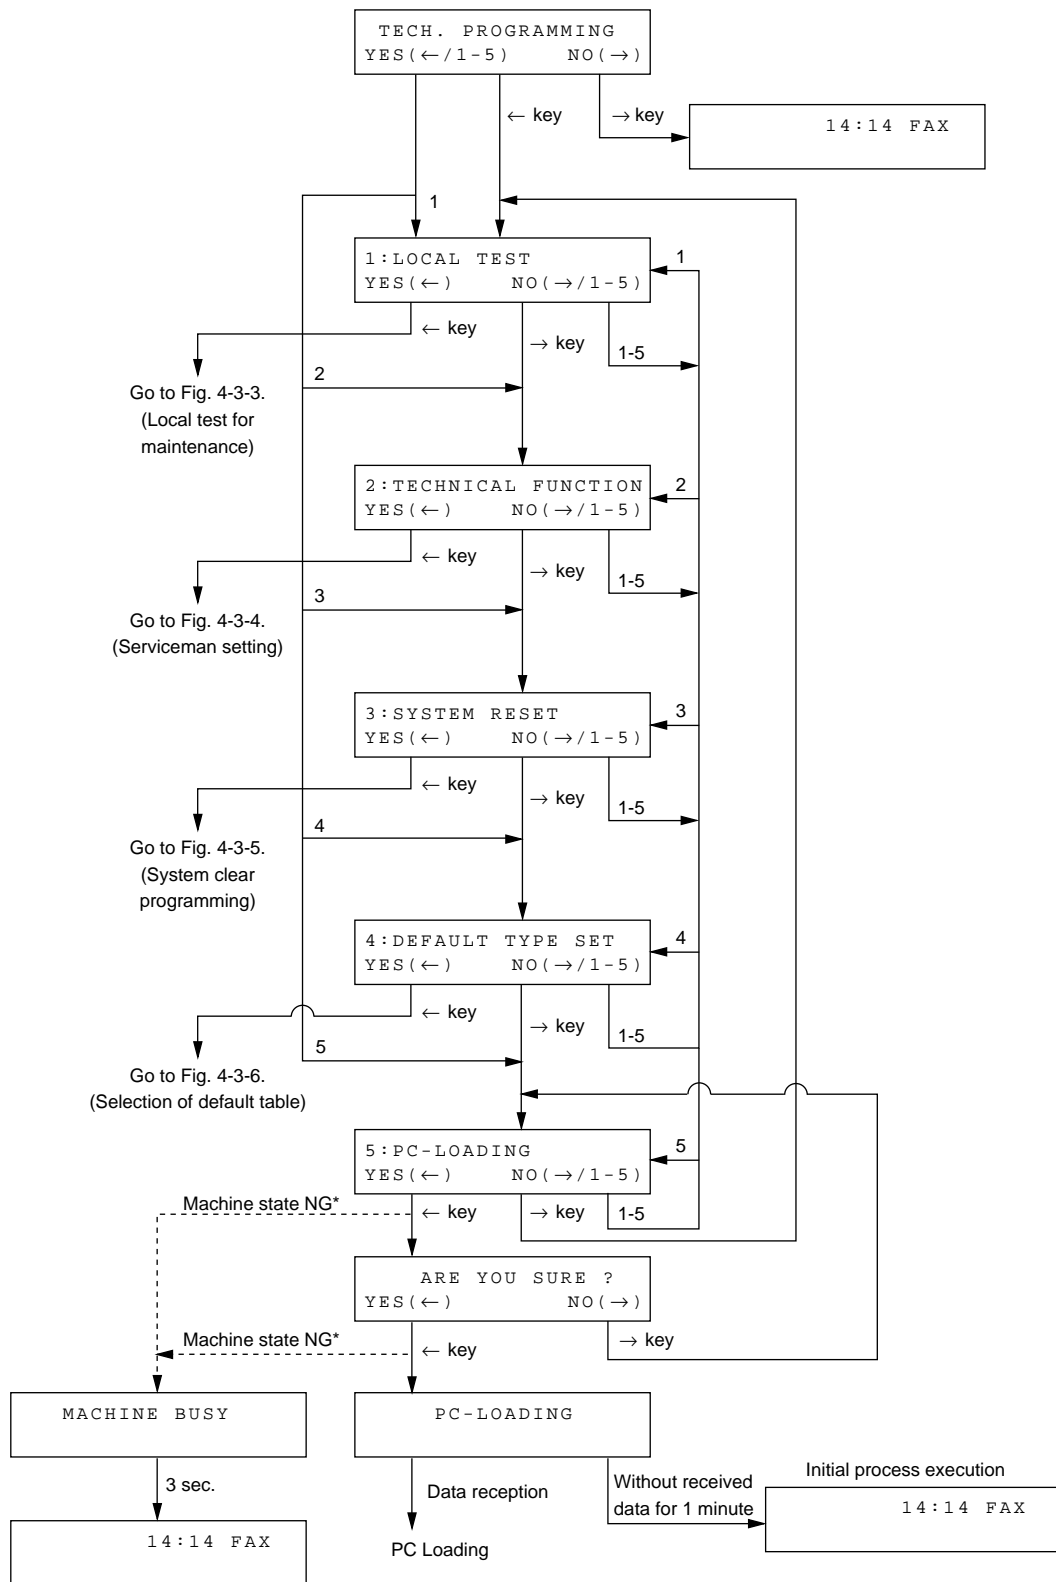 TECH. PROGRAMMING
YES(←/1-5) NO(→)
← key
→ key
14:14 FAX
1
1:LOCAL TEST
YES(←) NO(→/1-5)
1
← key
→ key
1-5
2
Go to Fig. 4-3-3.
(Local test for
maintenance)
2:TECHNICAL FUNCTION
YES(←) NO(→/1-5)
2
← key
→ key
1-5
3
Go to Fig. 4-3-4.
(Serviceman setting)
3:SYSTEM RESET
YES(←) NO(→/1-5)
3
← key
→ key
1-5
4
Go to Fig. 4-3-5.
(System clear
programming)
4:DEFAULT TYPE SET
YES(←) NO(→/1-5)
4
← key
→ key
1-5
5
Go to Fig. 4-3-6.
(Selection of default table)
5:PC-LOADING
YES(←) NO(→/1-5)
5
Machine state NG*
← key
→ key
1-5
ARE YOU SURE ?
YES(←) NO(→)
Machine state NG*
← key
→ key
MACHINE BUSY
PC-LOADING
3 sec.
Data reception
Without received
data for 1 minute
Initial process execution
14:14 FAX
14:14 FAX
PC Loading